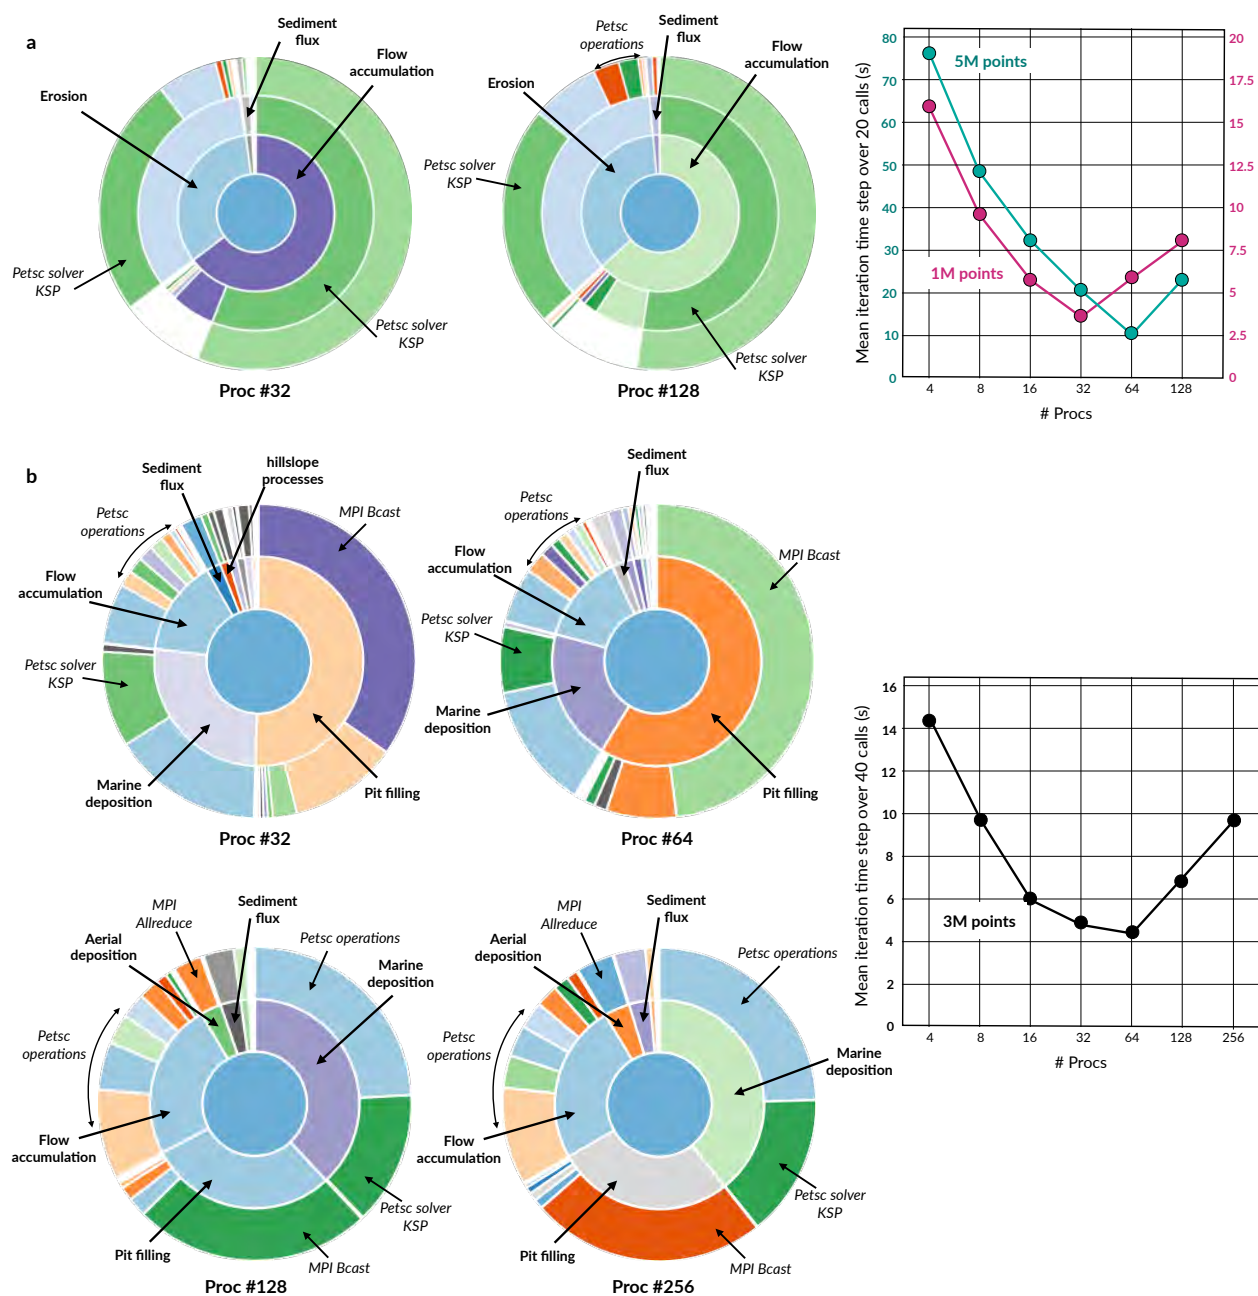 a
Sediment
flux
Flow
accumulation
Erosion
Petsc solver
KSP
Petsc solver
KSP
Proc #32
Petsc
operations
Sediment
flux
Flow
accumulation
Erosion
Petsc solver
KSP
Petsc solver
KSP
Proc #128
Mean iteration time step over 20 calls (s)
80
70
60
50
40
30
20
10
0
20
17.5
15
12.5
10
7.5
5
2.5
0
5M points
1M points
4 8 16 32 64 128
# Procs
b
Sediment
flux
hillslope
processes
Petsc
operations
MPI Bcast
Flow
accumulation
Petsc solver
KSP
Marine
deposition
Pit filling
Proc #32
Sediment
flux
Petsc
operations
MPI Bcast
Flow
accumulation
Petsc solver
KSP
Marine
deposition
Pit filling
Proc #64
Mean iteration time step over 40 calls (s)
16
14
12
10
8
6
4
2
0
3M points
4 8 16 32 64 128 256
# Procs
MPI
Allreduce
Sediment
flux
Aerial
deposition
Petsc operations
Marine
deposition
Petsc
operations
Flow
accumulation
Petsc solver
KSP
Pit filling
MPI Bcast
Proc #128
MPI
Allreduce
Sediment
flux
Aerial
deposition
Petsc operations
Petsc
operations
Marine
deposition
Flow
accumulation
Petsc solver
KSP
Pit filling
MPI Bcast
Proc #256